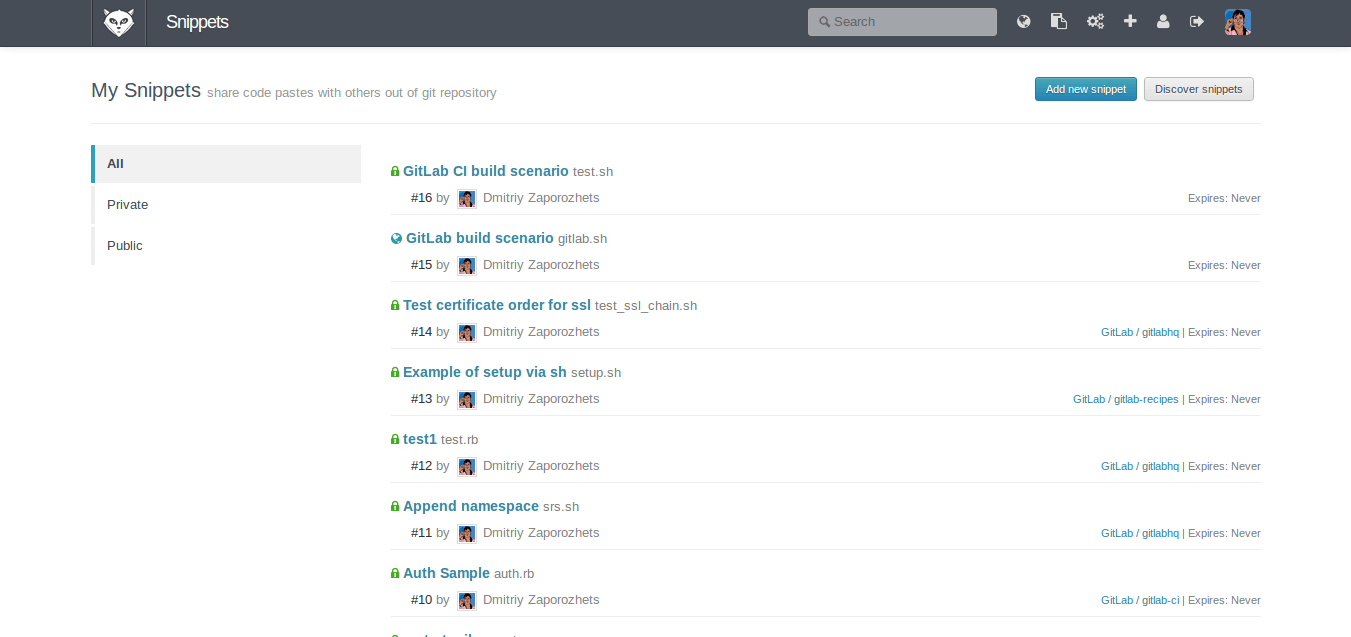 Snippets
Search
My Snippets share code pastes with others out of git repository
Add new snippet
Discover snippets
All
Private
Public
GitLab CI build scenario test.sh
#16 by Dmitriy Zaporozhets
Expires: Never
GitLab build scenario gitlab.sh
#15 by Dmitriy Zaporozhets
Expires: Never
Test certificate order for ssl test_ssl_chain.sh
#14 by Dmitriy Zaporozhets
GitLab / gitlabhq | Expires: Never
Example of setup via sh setup.sh
#13 by Dmitriy Zaporozhets
GitLab / gitlab-recipes | Expires: Never
test1 test.rb
#12 by Dmitriy Zaporozhets
GitLab / gitlabhq | Expires: Never
Append namespace srs.sh
#11 by Dmitriy Zaporozhets
GitLab / gitlabhq | Expires: Never
Auth Sample auth.rb
#10 by Dmitriy Zaporozhets
GitLab / gitlab-ci | Expires: Never